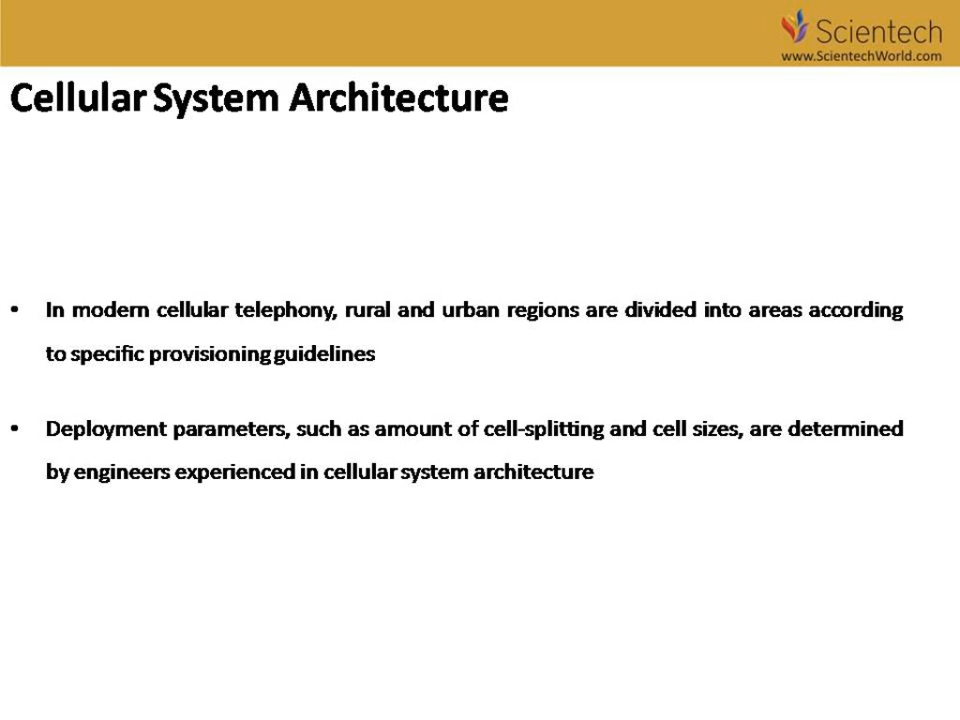 Scientech
www.ScientechWorld.com
Cellular System Architecture
• In modern cellular telephony, rural and urban regions are divided into areas according
to specific provisioning guidelines
• Deployment parameters, such as amount of cell-splitting and cell sizes, are determined
by engineers experienced in cellular system architecture